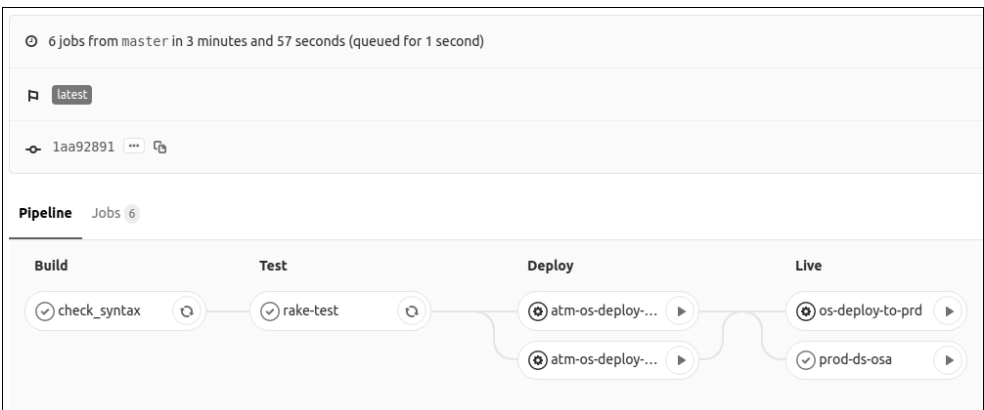 6 jobs from master in 3 minutes and 57 seconds (queued for 1 second)
latest
1aa92891 ...
Pipeline Jobs 6
Build Test Deploy Live
check_syntax rake-test atm-os-deploy-... os-deploy-to-prd
atm-os-deploy-... prod-ds-osa